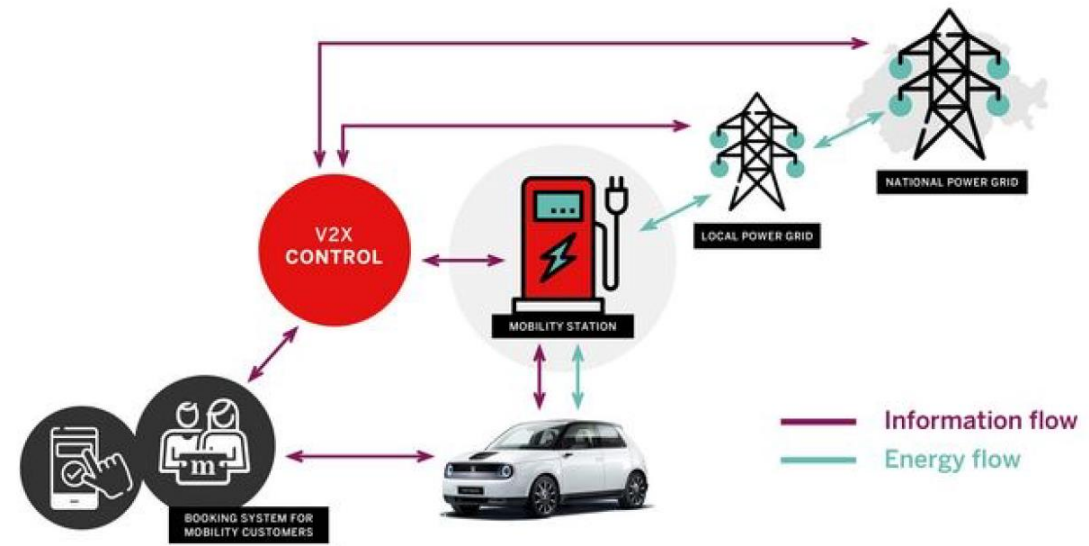 NATIONAL POWER GRID
LOCAL POWER GRID
V2X
CONTROL
MOBILITY STATION
m
BOOKING SYSTEM FOR
MOBILITY CUSTOMERS
Information flow
Energy flow